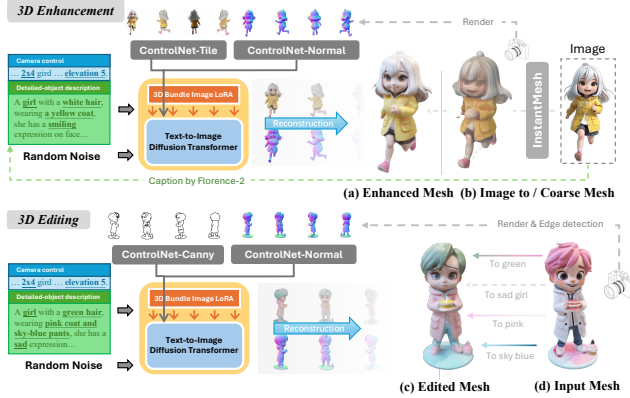 3D Enhancement
Render
ControlNet-Tile
ControlNet-Normal
Image
Camera control
... 2x4 gird ... elevation 5.
Detailed-object description
A girl with a white hair,
wearing a yellow coat,
she has a smiling
expression on face...
Random Noise
3D Bundle Image LoRA
Text-to-Image
Diffusion Transformer
Reconstruction
InstantMesh
Caption by Florence-2
(a) Enhanced Mesh
(b) Image to / Coarse Mesh
3D Editing
Render & Edge detection
ControlNet-Canny
ControlNet-Normal
Camera control
... 2x4 gird ... elevation 5.
Detailed-object description
A girl with a green hair,
wearing pink coat and
sky-blue pants, she has a
sad expression...
Random Noise
3D Bundle Image LoRA
Text-to-Image
Diffusion Transformer
Reconstruction
To green
To sad girl
To pink
To sky blue
(c) Edited Mesh
(d) Input Mesh